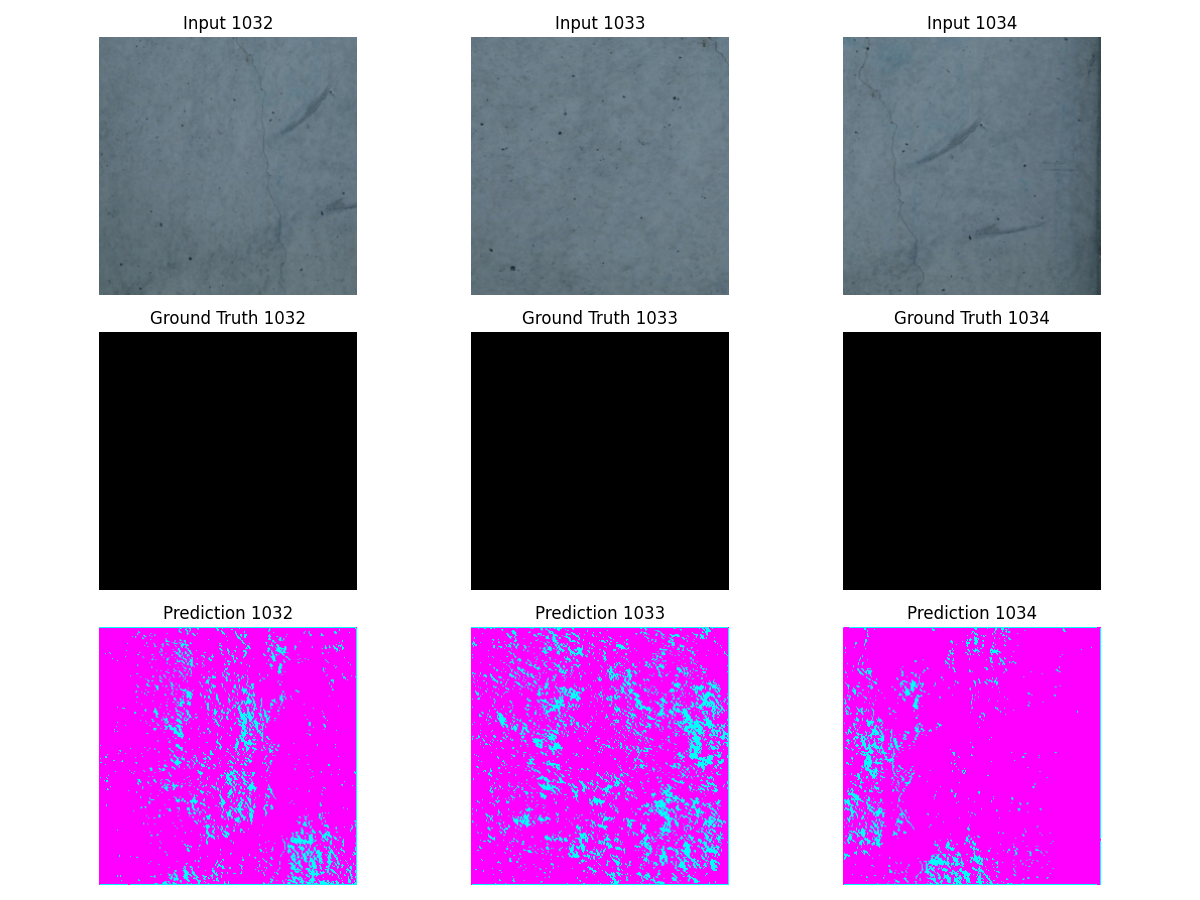 Input 1032
Input 1033
Input 1034
Ground Truth 1032
Ground Truth 1033
Ground Truth 1034
Prediction 1032
Prediction 1033
Prediction 1034